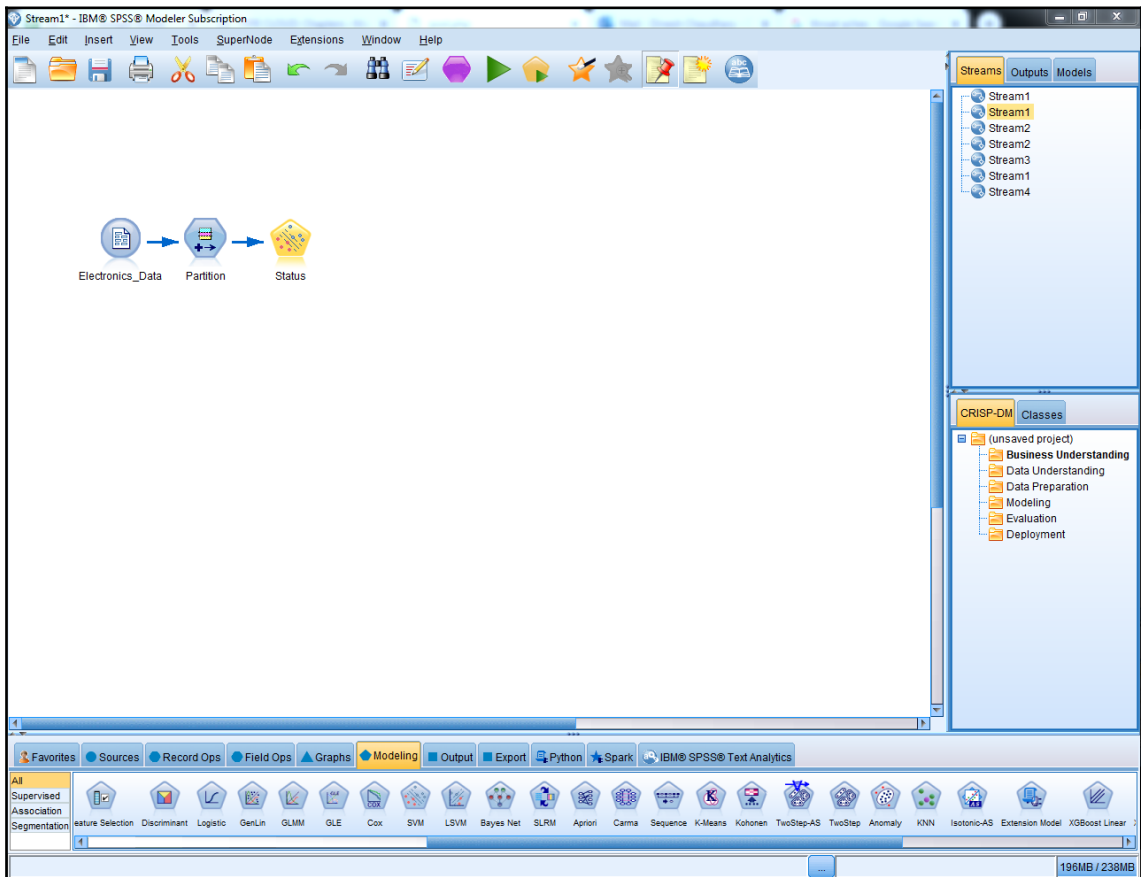 Stream1* - IBM® SPSS® Modeler Subscription
File Edit Insert View Tools SuperNode Extensions Window Help
abc
Streams Outputs Models
Stream1
Stream1
Stream2
Stream2
Stream3
Stream1
Stream4
Electronics_Data Partition Status
CRISP-DM Classes
(unsaved project)
Business Understanding
Data Understanding
Data Preparation
Modeling
Evaluation
Deployment
Favorites Sources Record Ops Field Ops Graphs Modeling Output Export Python Spark IBM® SPSS® Text Analytics
All
Supervised
Association
Segmentation
eature Selection Discriminant Logistic GenLin GLMM GLE Cox SVM LSVM Bayes Net SLRM Apriori Carma Sequence K-Means Kohonen TwoStep-AS TwoStep Anomaly KNN Isotonic-AS Extension Model XGBoost Linear
...
196MB / 238MB